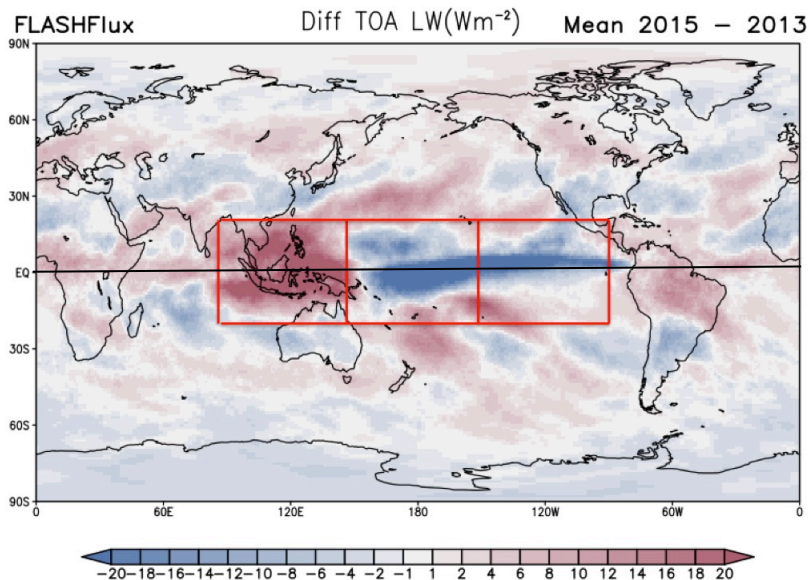 FLASHFlux Diff TOA LW(Wm⁻²) Mean 2015 − 2013
90N
60N
30N
EQ
30S
60S
90S
0 60E 120E 180 120W 60W 0
−20 −18 −16 −14 −12 −10 −8 −6 −4 −2 −1 1 2 4 6 8 10 12 14 16 18 20